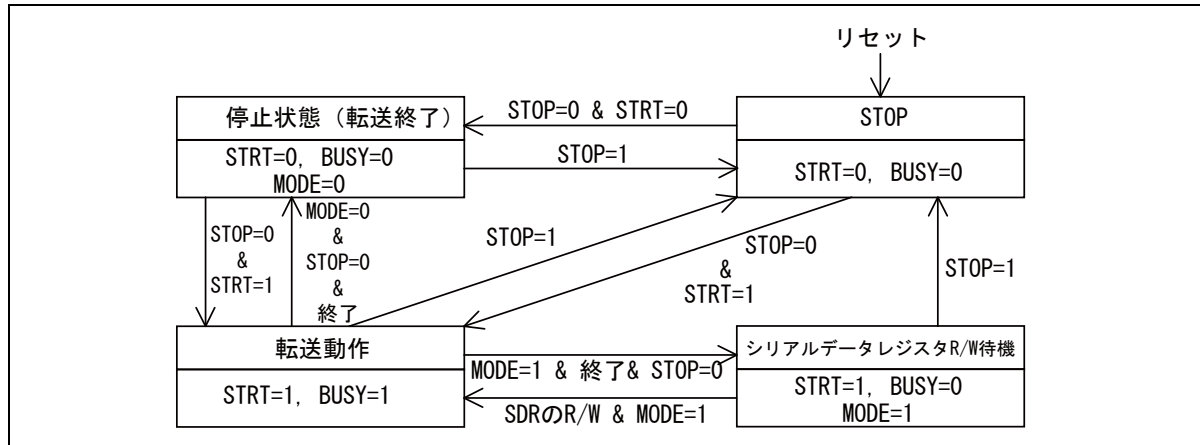 リセット
停止状態（転送終了）
STRT=0, BUSY=0
MODE=0
STOP=0 & STRT=0
STOP=1
STOP
STRT=0, BUSY=0
STOP=0
&
STRT=1
MODE=0
&
STOP=0
&
終了
STOP=1
STOP=0
&
STRT=1
STOP=1
転送動作
STRT=1, BUSY=1
MODE=1 & 終了& STOP=0
SDRのR/W & MODE=1
シリアルデータレジスタR/W待機
STRT=1, BUSY=0
MODE=1